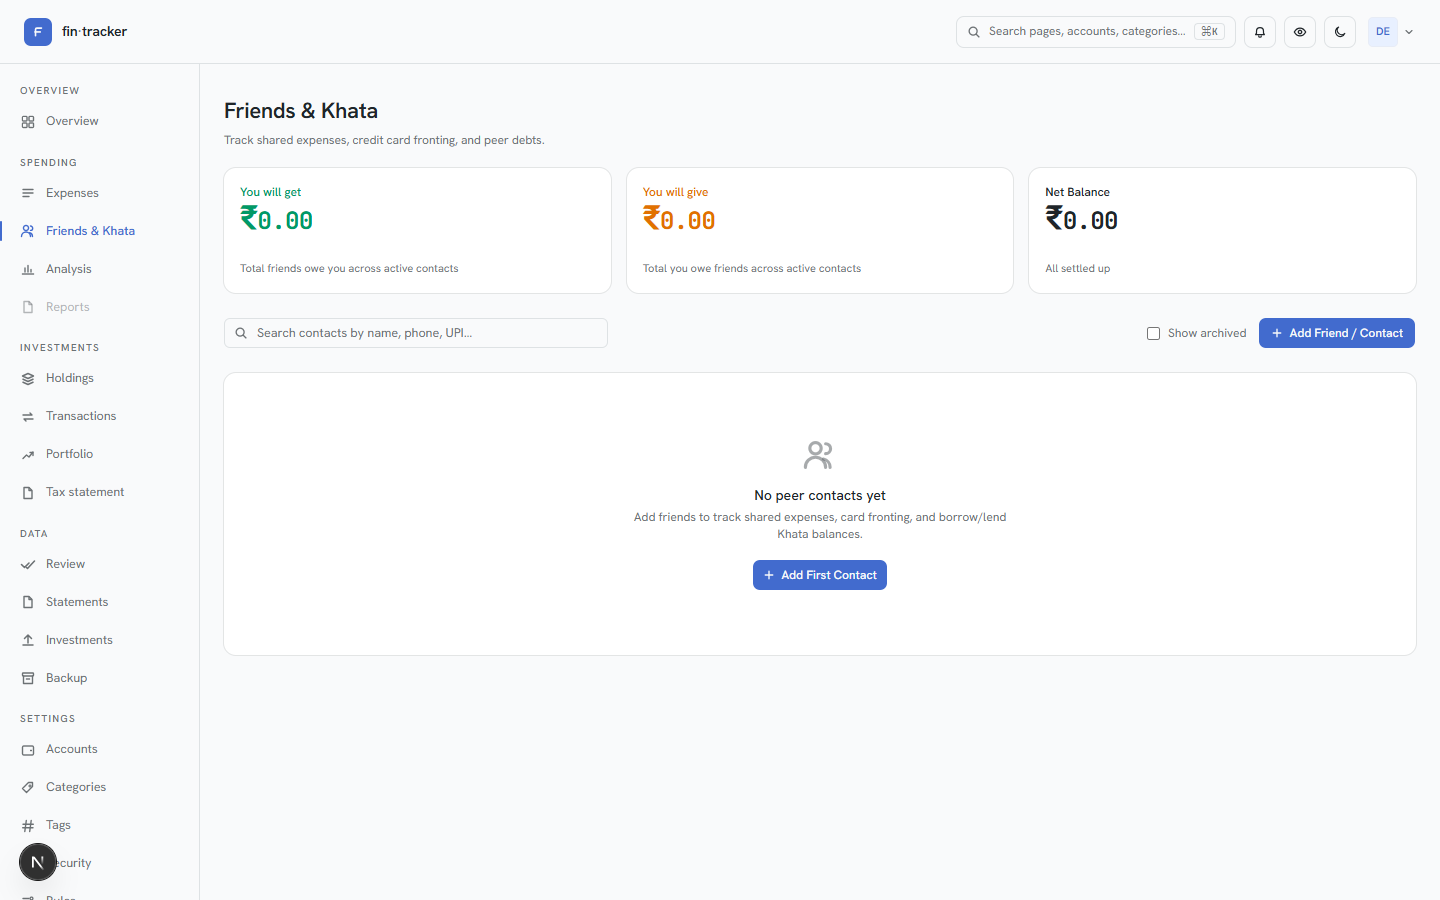 F fin·tracker
Search pages, accounts, categories... ⌘K
DE
OVERVIEW
Overview
SPENDING
Expenses
Friends & Khata
Analysis
Reports
INVESTMENTS
Holdings
Transactions
Portfolio
Tax statement
DATA
Review
Statements
Investments
Backup
SETTINGS
Accounts
Categories
Tags
N
Friends & Khata
Track shared expenses, credit card fronting, and peer debts.
You will get
₹0.00
Total friends owe you across active contacts
You will give
₹0.00
Total you owe friends across active contacts
Net Balance
₹0.00
All settled up
Search contacts by name, phone, UPI...
Show archived
+ Add Friend / Contact
No peer contacts yet
Add friends to track shared expenses, card fronting, and borrow/lend
Khata balances.
+ Add First Contact